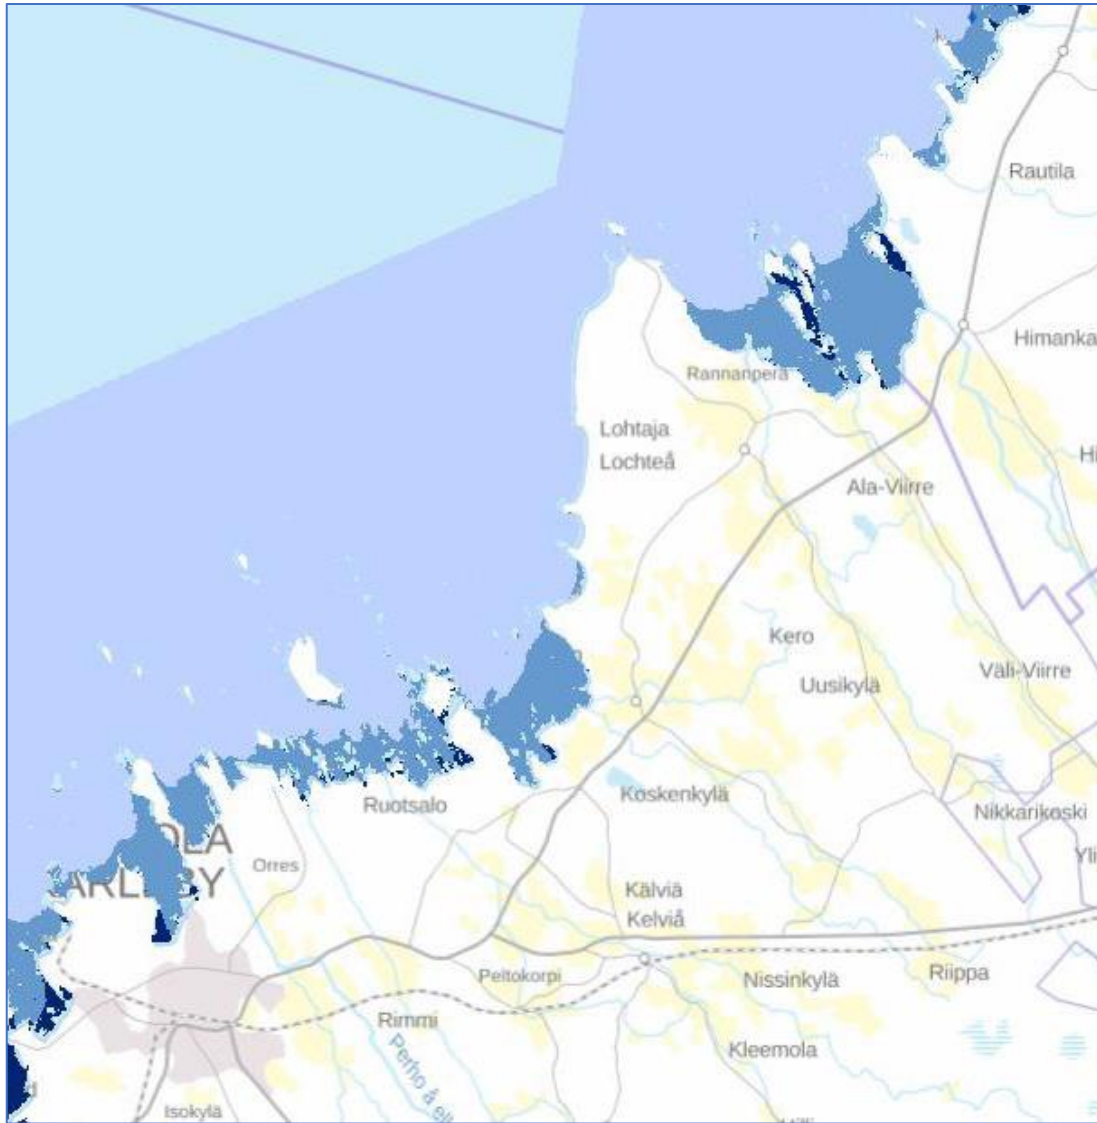 Rautila
Himanka
Rannanperä
Lohtaja
Lochteå
Ala-Viirre
Kero
Väli-Viirre
Uusikylä
Koskenkylä
Ruotsalo
Nikkarikoski
Orres
Kälviä
Kelviå
Peltokorpi
Nissinkylä
Riippa
Rimmi
Kleemola
Perho å
Isokylä